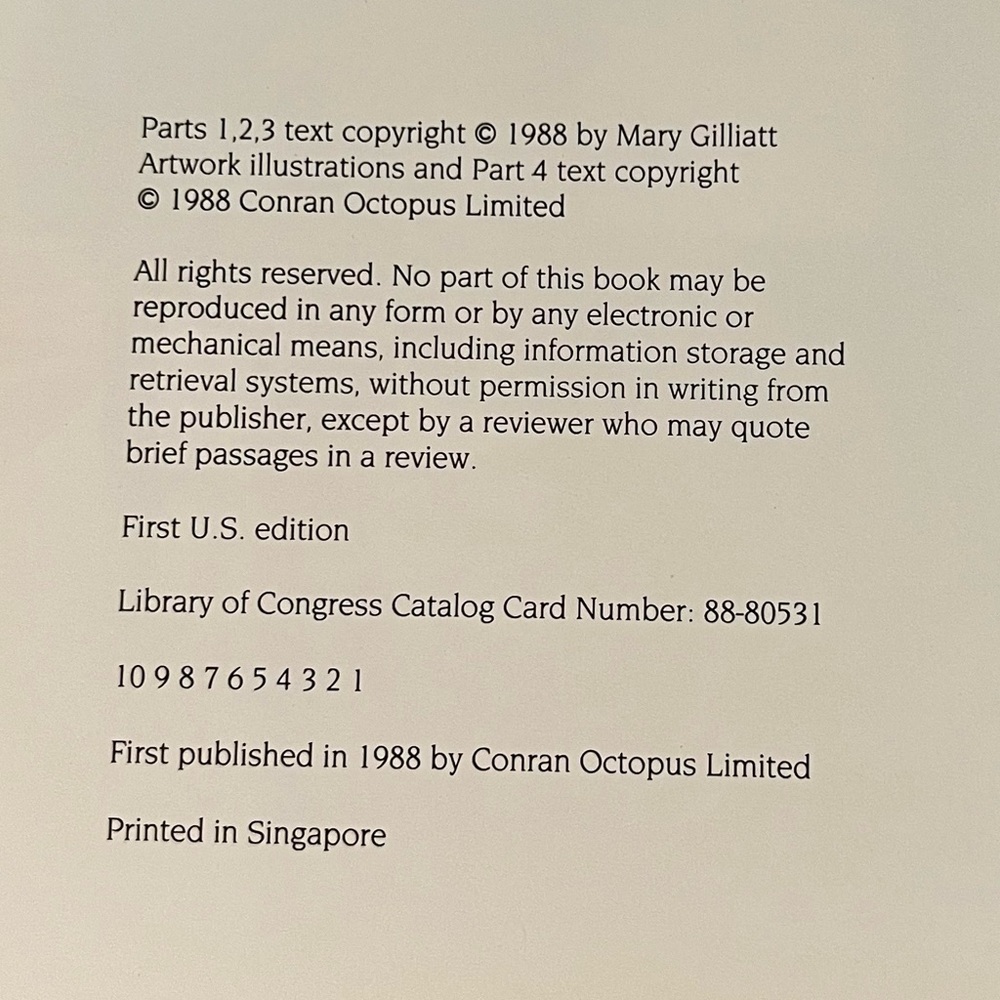 Parts 1,2,3 text copyright © 1988 by Mary Gilliatt
Artwork illustrations and Part 4 text copyright
© 1988 Conran Octopus Limited
All rights reserved. No part of this book may be
reproduced in any form or by any electronic or
mechanical means, including information storage and
retrieval systems, without permission in writing from
the publisher, except by a reviewer who may quote
brief passages in a review.
First U.S. edition
Library of Congress Catalog Card Number: 88-80531
10 9 8 7 6 5 4 3 2 1
First published in 1988 by Conran Octopus Limited
Printed in Singapore